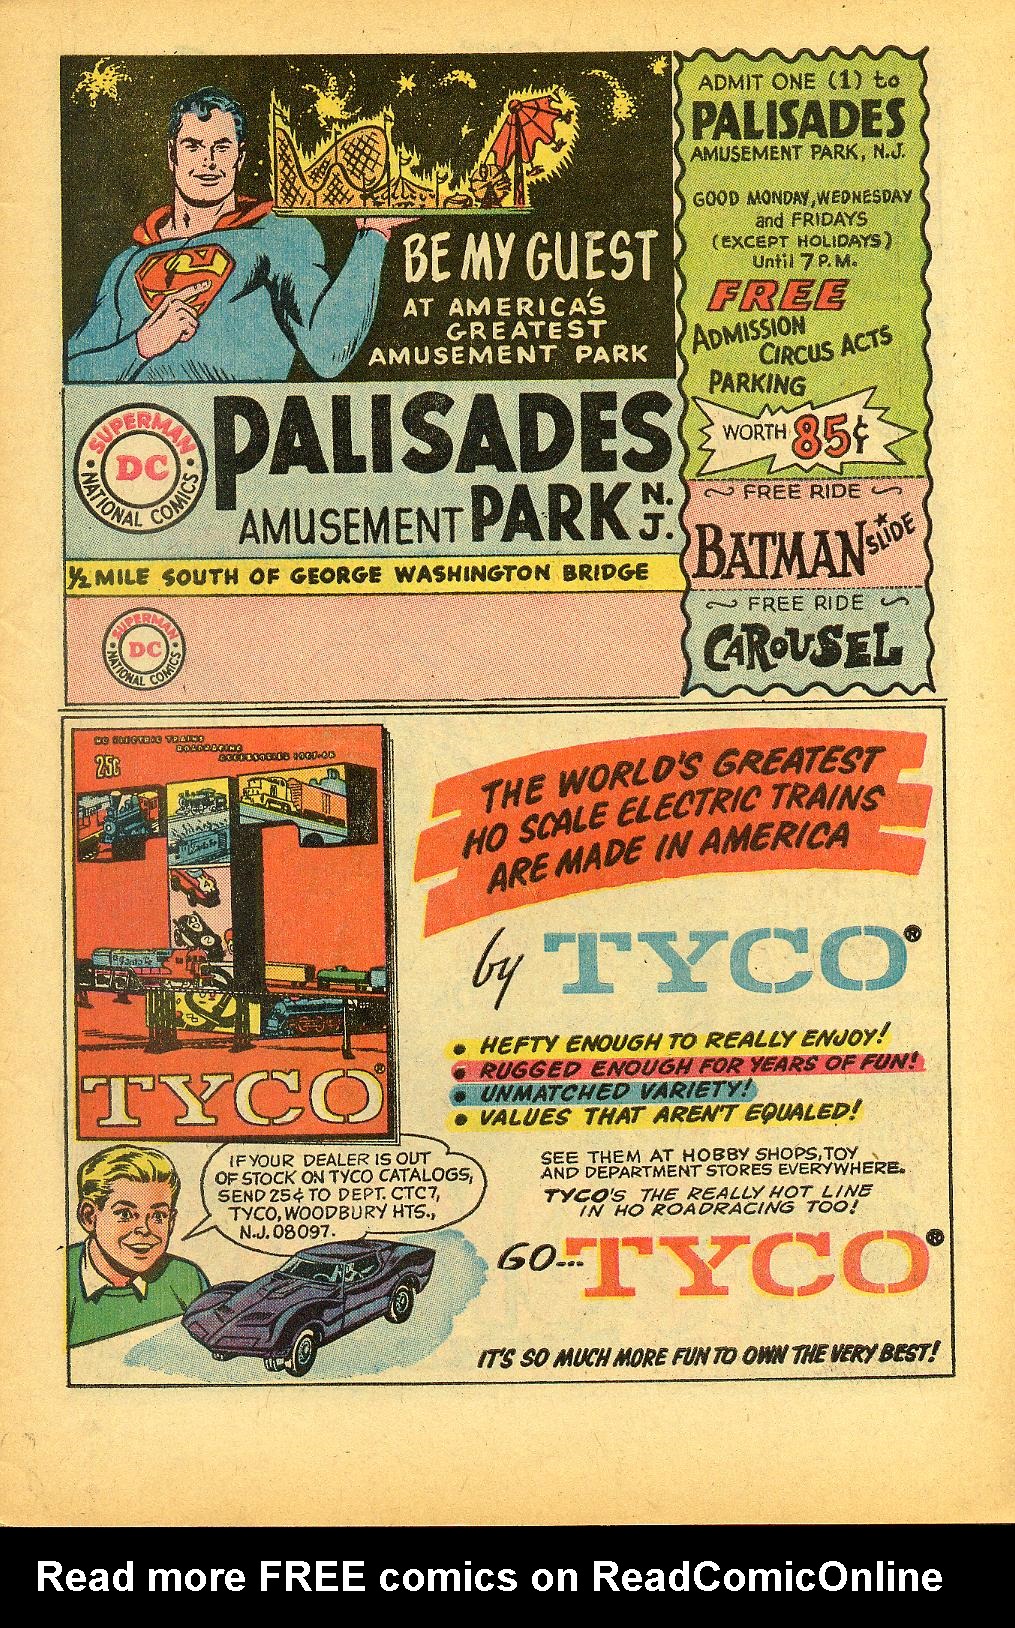 BE MY GUEST
AT AMERICA'S
GREATEST
AMUSEMENT PARK
SUPERMAN
DC
NATIONAL COMICS
PALISADES
AMUSEMENT PARK N.J.
1/2 MILE SOUTH OF GEORGE WASHINGTON BRIDGE
SUPERMAN
DC
NATIONAL COMICS
ADMIT ONE (1) to
PALISADES
AMUSEMENT PARK, N.J.
GOOD MONDAY, WEDNESDAY
and FRIDAYS
(EXCEPT HOLIDAYS)
Until 7 P.M.
FREE
ADMISSION
CIRCUS ACTS
PARKING
WORTH 85¢
FREE RIDE
BATMAN SLIDE
FREE RIDE
CAROUSEL
HO ELECTRIC TRAINS
ROADRACING
25¢
TYCO®
THE WORLD'S GREATEST
HO SCALE ELECTRIC TRAINS
ARE MADE IN AMERICA
by TYCO®
• HEFTY ENOUGH TO REALLY ENJOY!
• RUGGED ENOUGH FOR YEARS OF FUN!
• UNMATCHED VARIETY!
• VALUES THAT AREN'T EQUALED!
SEE THEM AT HOBBY SHOPS, TOY
AND DEPARTMENT STORES EVERYWHERE.
TYCO'S THE REALLY HOT LINE
IN HO ROADRACING TOO!
IF YOUR DEALER IS OUT
OF STOCK ON TYCO CATALOGS,
SEND 25¢ TO DEPT. CTC7,
TYCO, WOODBURY HTS.,
N.J. 08097.
GO... TYCO®
IT'S SO MUCH MORE FUN TO OWN THE VERY BEST!
Read more FREE comics on ReadComicOnline